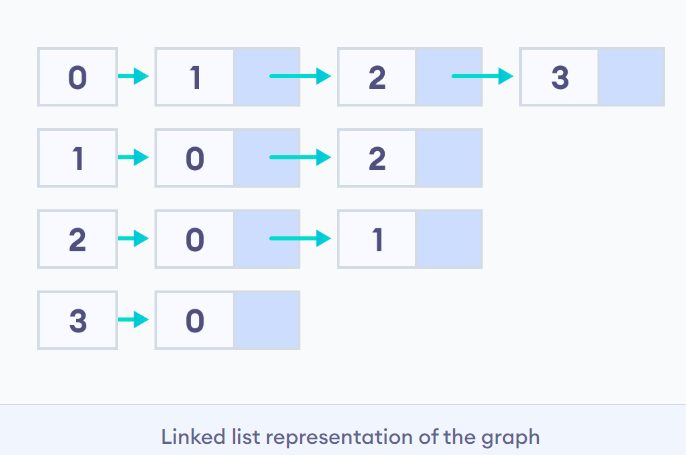 0 1 2 3
1 0 2
2 0 1
3 0
Linked list representation of the graph